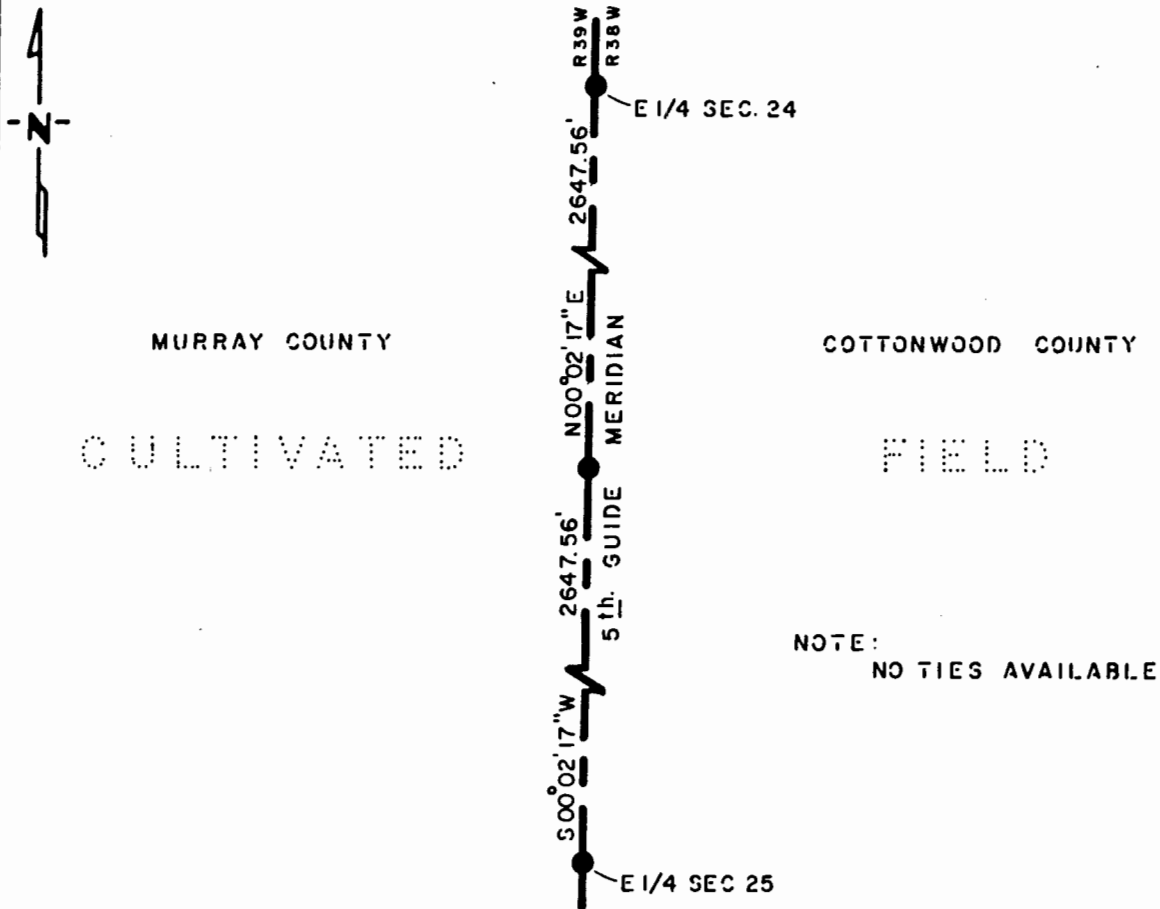 R39W
R38W
E 1/4 SEC. 24
-N-
2647.56'
N00°02'17"E
MURRAY COUNTY
5th. GUIDE MERIDIAN
COTTONWOOD COUNTY
CULTIVATED
FIELD
2647.56'
NOTE:
NO TIES AVAILABLE
S00°02'17"W
E 1/4 SEC 25